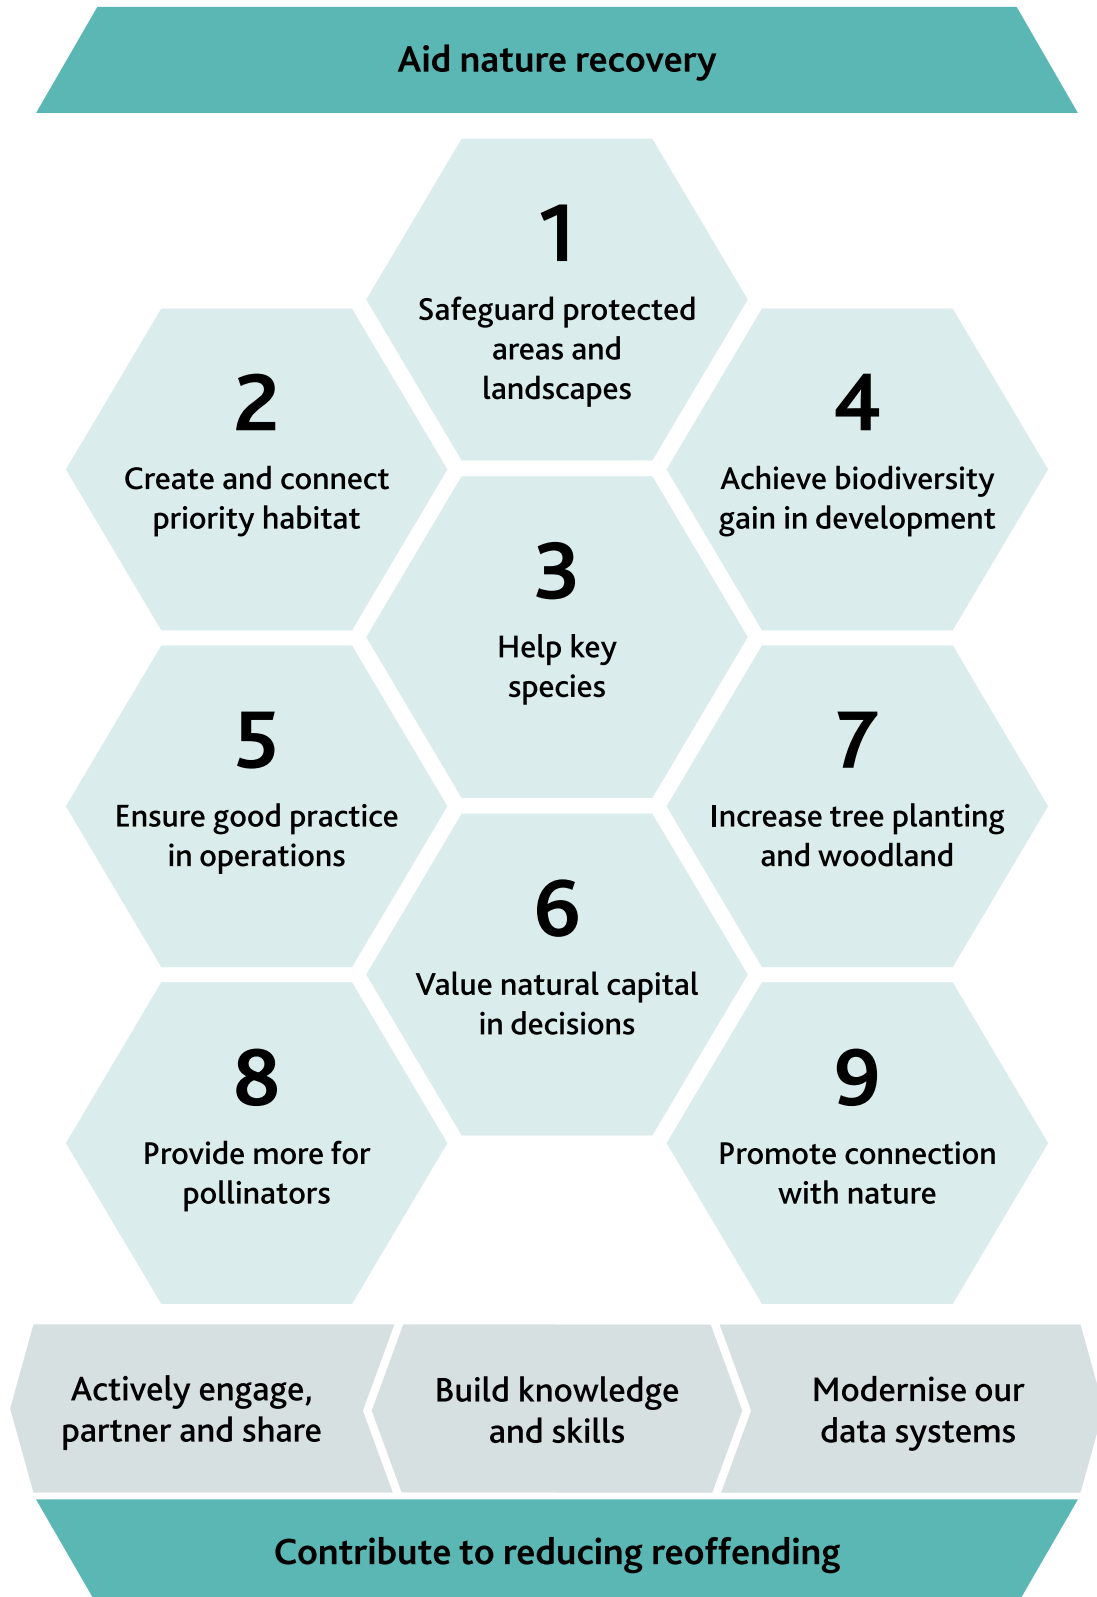 Aid nature recovery
1
Safeguard protected
areas and
landscapes
2
Create and connect
priority habitat
3
Help key
species
4
Achieve biodiversity
gain in development
5
Ensure good practice
in operations
6
Value natural capital
in decisions
7
Increase tree planting
and woodland
8
Provide more for
pollinators
9
Promote connection
with nature
Actively engage,
partner and share
Build knowledge
and skills
Modernise our
data systems
Contribute to reducing reoffending